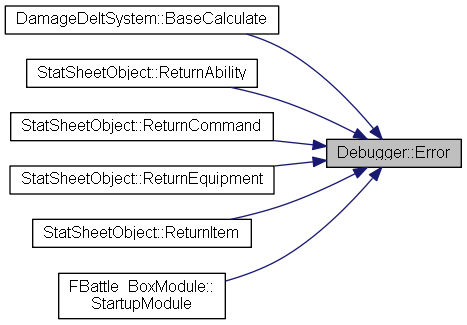 DamageDeltSystem::BaseCalculate
StatSheetObject::ReturnAbility
StatSheetObject::ReturnCommand
Debugger::Error
StatSheetObject::ReturnEquipment
StatSheetObject::ReturnItem
FBattle_BoxModule::
StartupModule